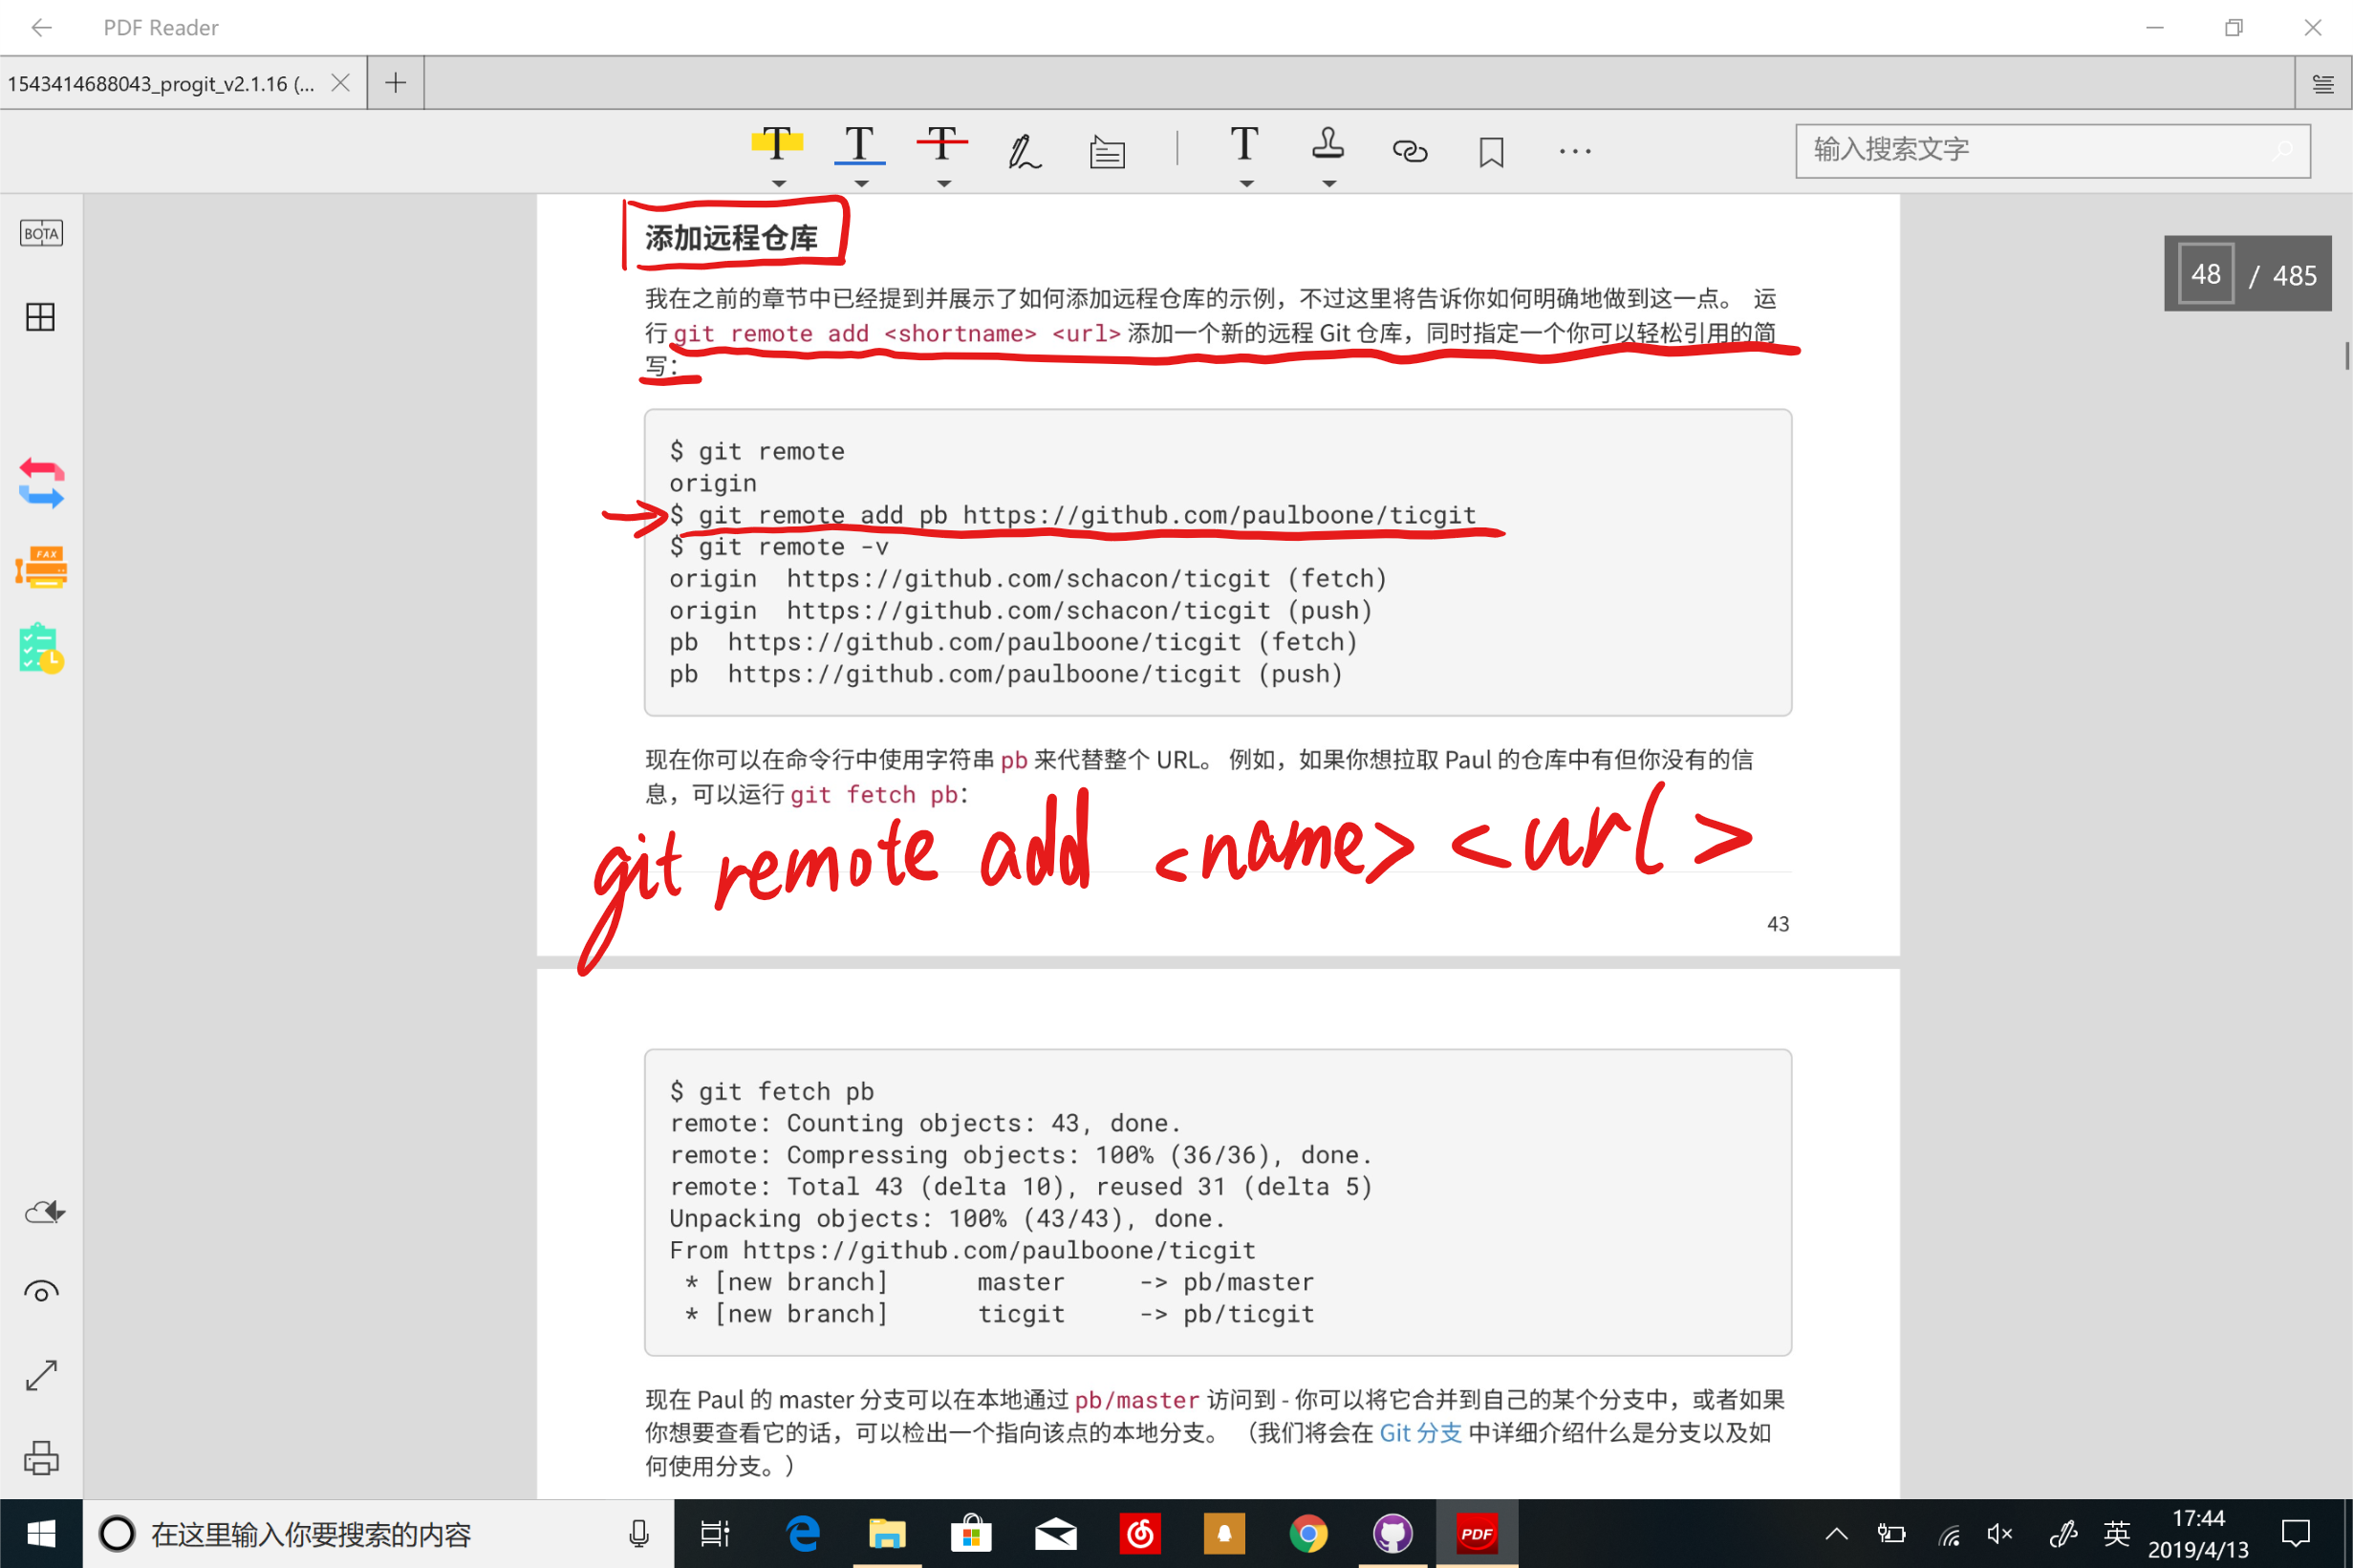 PDF Reader
1543414688043_progit_v2.1.16 (...
输入搜索文字
BOTA
48 / 485
FAX
添加远程仓库
我在之前的章节中已经提到并展示了如何添加远程仓库的示例，不过这里将告诉你如何明确地做到这一点。 运
行 git remote add <shortname> <url> 添加一个新的远程 Git 仓库，同时指定一个你可以轻松引用的简
写：
$ git remote
origin
$ git remote add pb https://github.com/paulboone/ticgit
$ git remote -v
origin  https://github.com/schacon/ticgit (fetch)
origin  https://github.com/schacon/ticgit (push)
pb  https://github.com/paulboone/ticgit (fetch)
pb  https://github.com/paulboone/ticgit (push)
现在你可以在命令行中使用字符串 pb 来代替整个 URL。 例如，如果你想拉取 Paul 的仓库中有但你没有的信
息，可以运行 git fetch pb：
git remote add <name> <url>
43
$ git fetch pb
remote: Counting objects: 43, done.
remote: Compressing objects: 100% (36/36), done.
remote: Total 43 (delta 10), reused 31 (delta 5)
Unpacking objects: 100% (43/43), done.
From https://github.com/paulboone/ticgit
 * [new branch]      master     -> pb/master
 * [new branch]      ticgit     -> pb/ticgit
现在 Paul 的 master 分支可以在本地通过 pb/master 访问到 - 你可以将它合并到自己的某个分支中，或者如果
你想要查看它的话，可以检出一个指向该点的本地分支。 （我们将会在 Git 分支 中详细介绍什么是分支以及如
何使用分支。）
在这里输入你要搜索的内容
PDF
英
17:44
2019/4/13